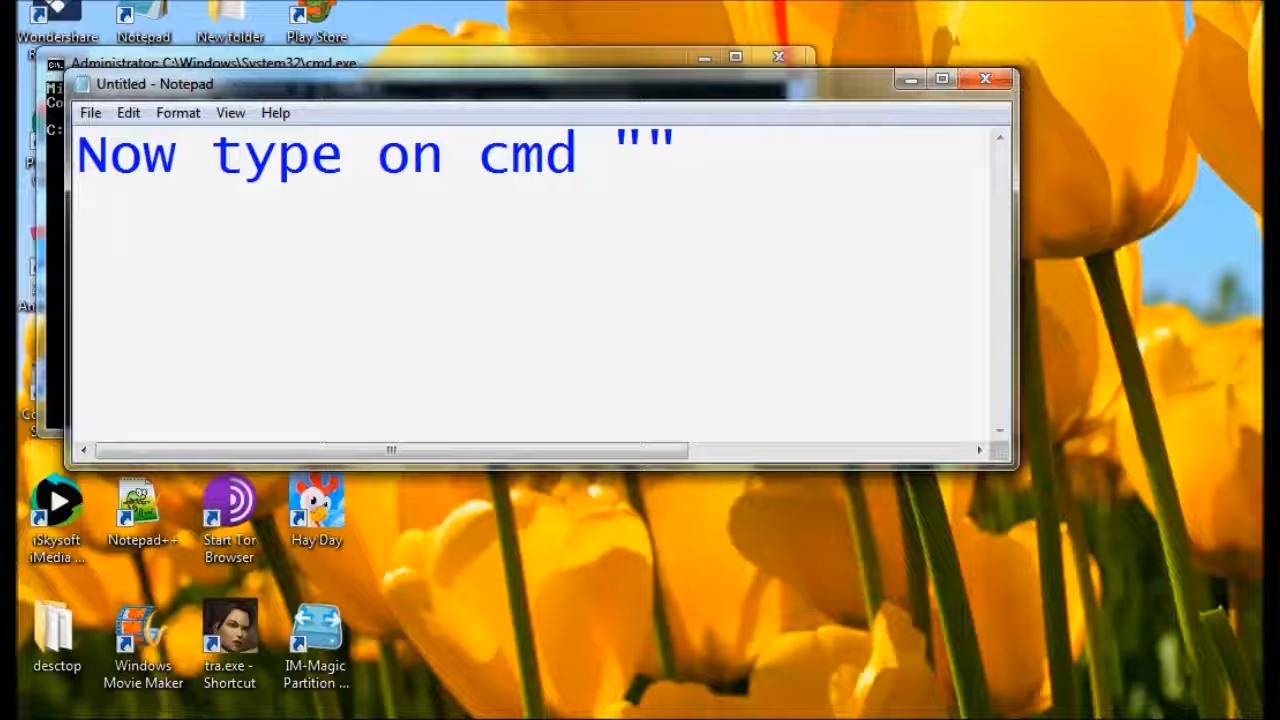 Wondershare
Notepad
New folder
Play Store
Administrator: C:\Windows\System32\cmd.exe
Untitled - Notepad
File Edit Format View Help
Now type on cmd ""
Mi
Co
C:
iSkysoft
iMedia ...
Notepad++
Start Tor
Browser
Hay Day
desctop
Windows
Movie Maker
tra.exe -
Shortcut
IM-Magic
Partition ...